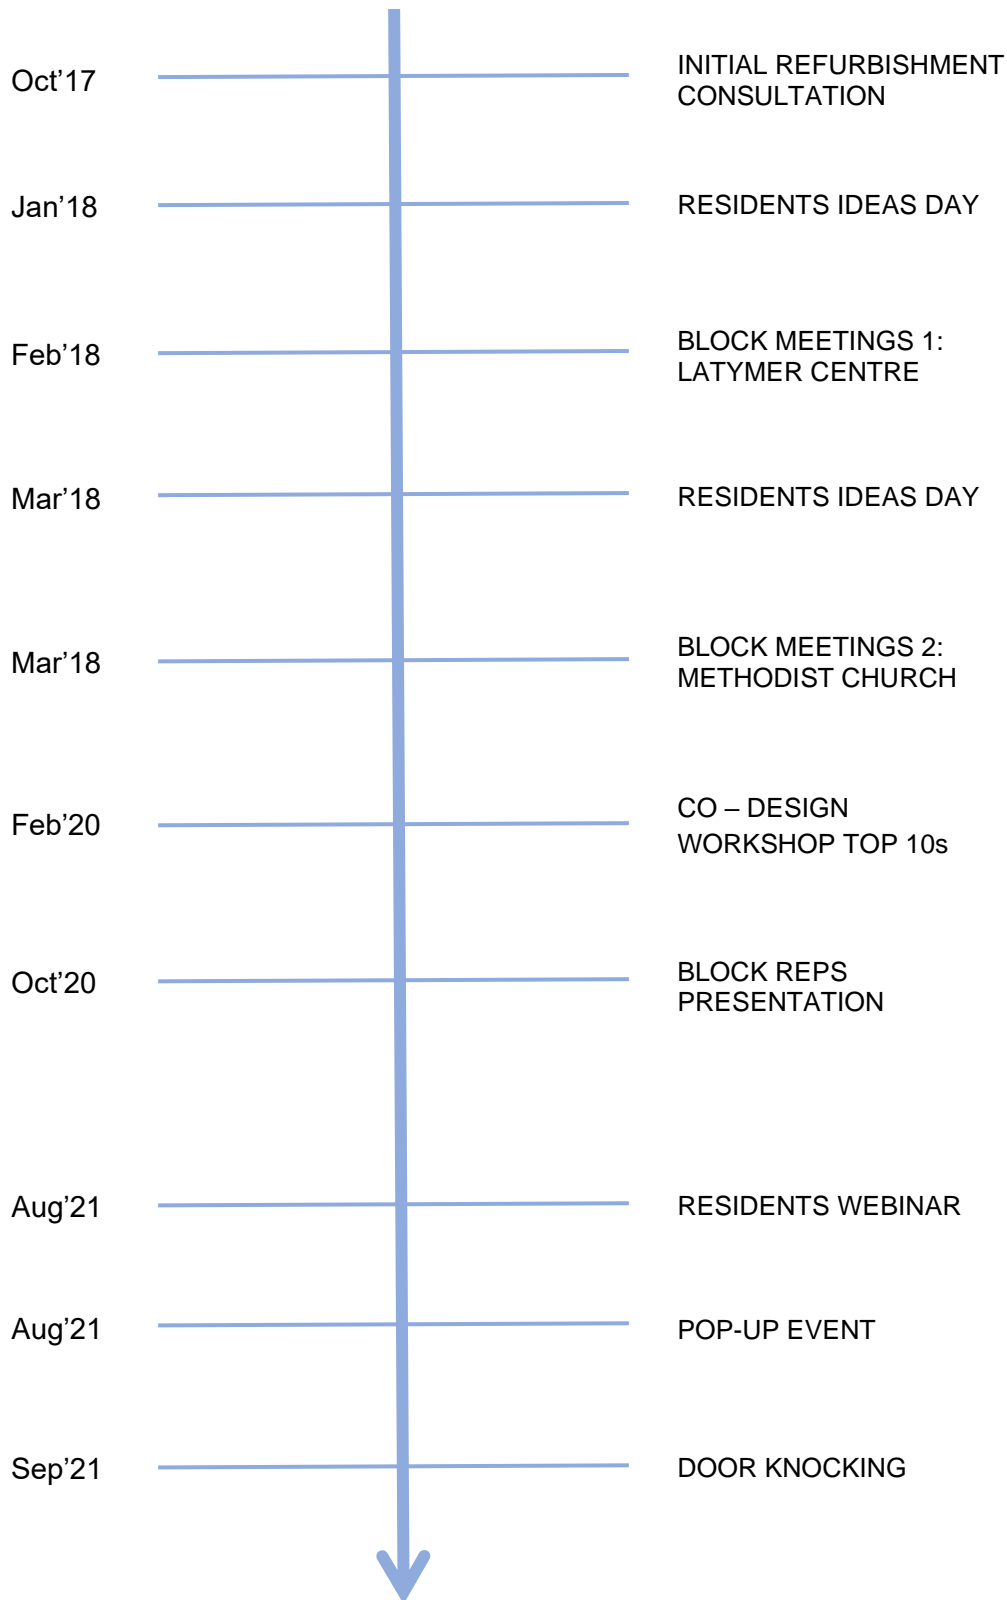 Oct’17
INITIAL REFURBISHMENT
CONSULTATION
Jan’18
RESIDENTS IDEAS DAY
Feb’18
BLOCK MEETINGS 1:
LATYMER CENTRE
Mar’18
RESIDENTS IDEAS DAY
Mar’18
BLOCK MEETINGS 2:
METHODIST CHURCH
Feb’20
CO – DESIGN
WORKSHOP TOP 10s
Oct’20
BLOCK REPS
PRESENTATION
Aug’21
RESIDENTS WEBINAR
Aug’21
POP-UP EVENT
Sep’21
DOOR KNOCKING